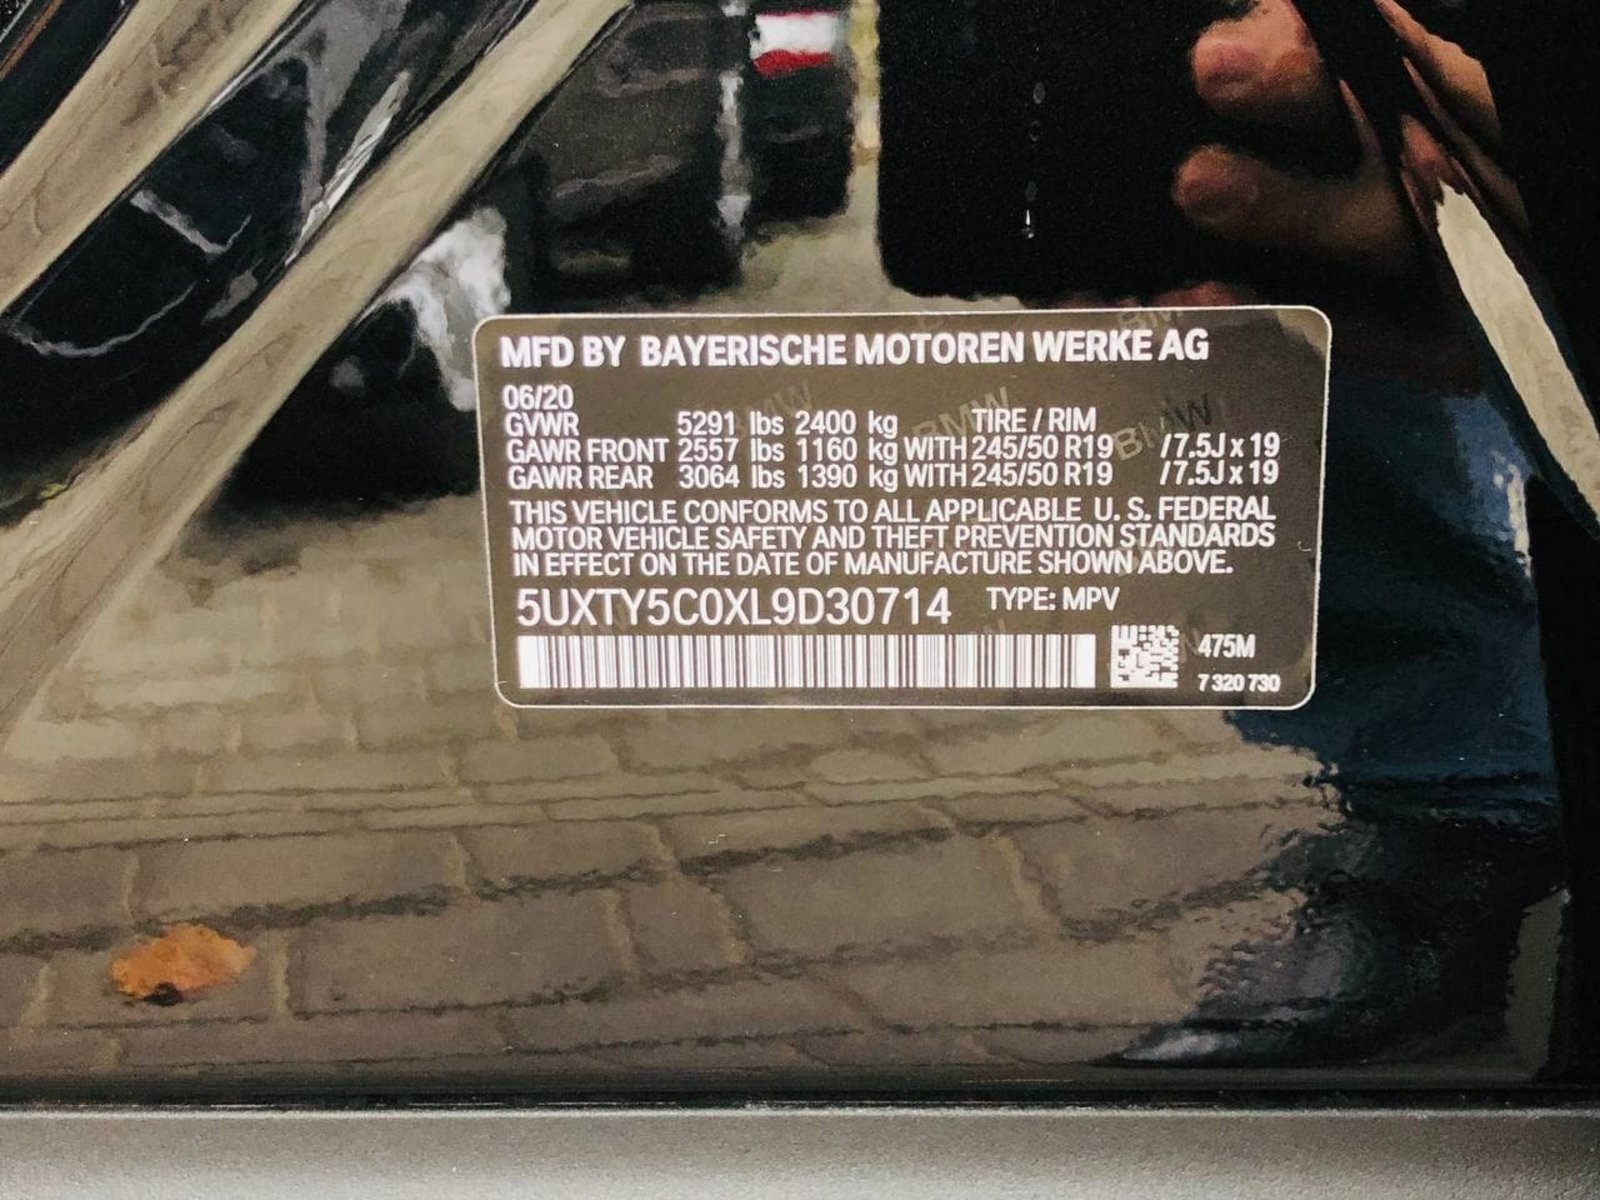 MFD BY BAYERISCHE MOTOREN WERKE AG
06/20
GVWR 5291 lbs 2400 kg TIRE / RIM
GAWR FRONT 2557 lbs 1160 kg WITH 245/50 R19 /7.5J x 19
GAWR REAR 3064 lbs 1390 kg WITH 245/50 R19 /7.5J x 19
THIS VEHICLE CONFORMS TO ALL APPLICABLE U. S. FEDERAL
MOTOR VEHICLE SAFETY AND THEFT PREVENTION STANDARDS
IN EFFECT ON THE DATE OF MANUFACTURE SHOWN ABOVE.
5UXTY5C0XL9D30714 TYPE: MPV
475M
7 320 730
BMW
BMW
BMW